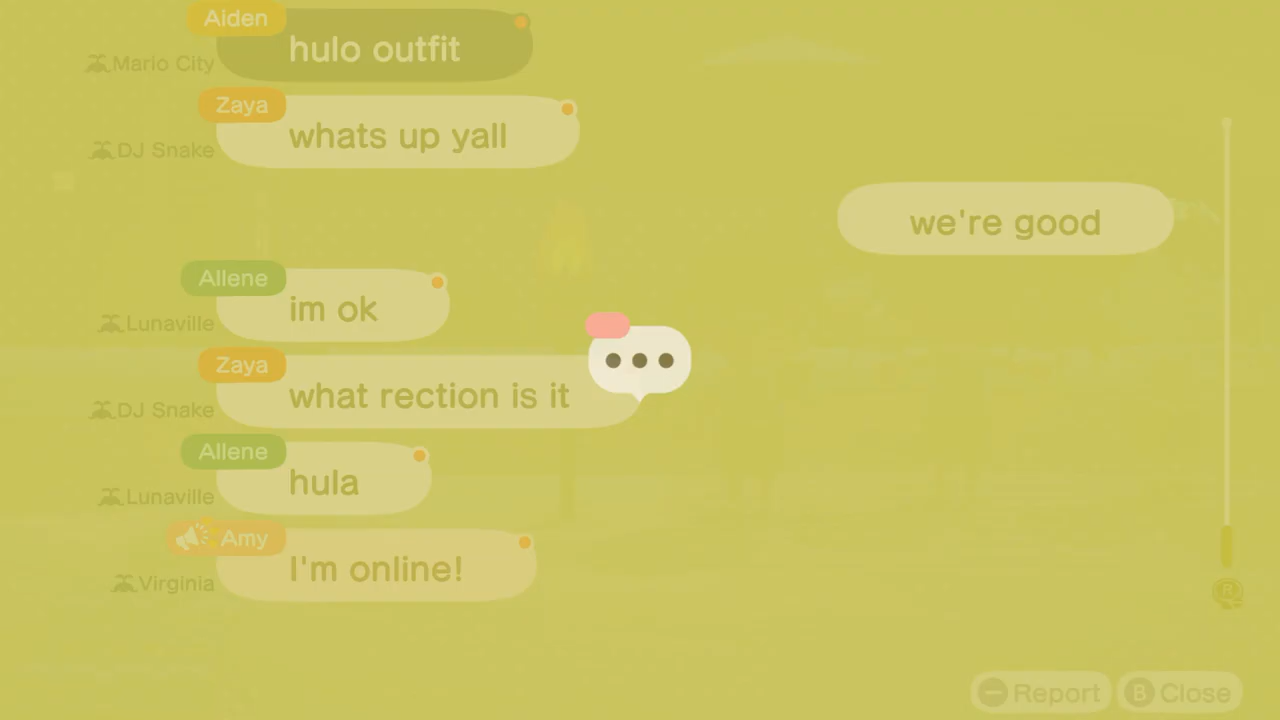 Aiden
hulo outfit
Mario City
Zaya
whats up yall
DJ Snake
we're good
Allene
im ok
Lunaville
Zaya
what rection is it
DJ Snake
Allene
hula
Lunaville
Amy
I'm online!
Virginia
R
Report
B Close